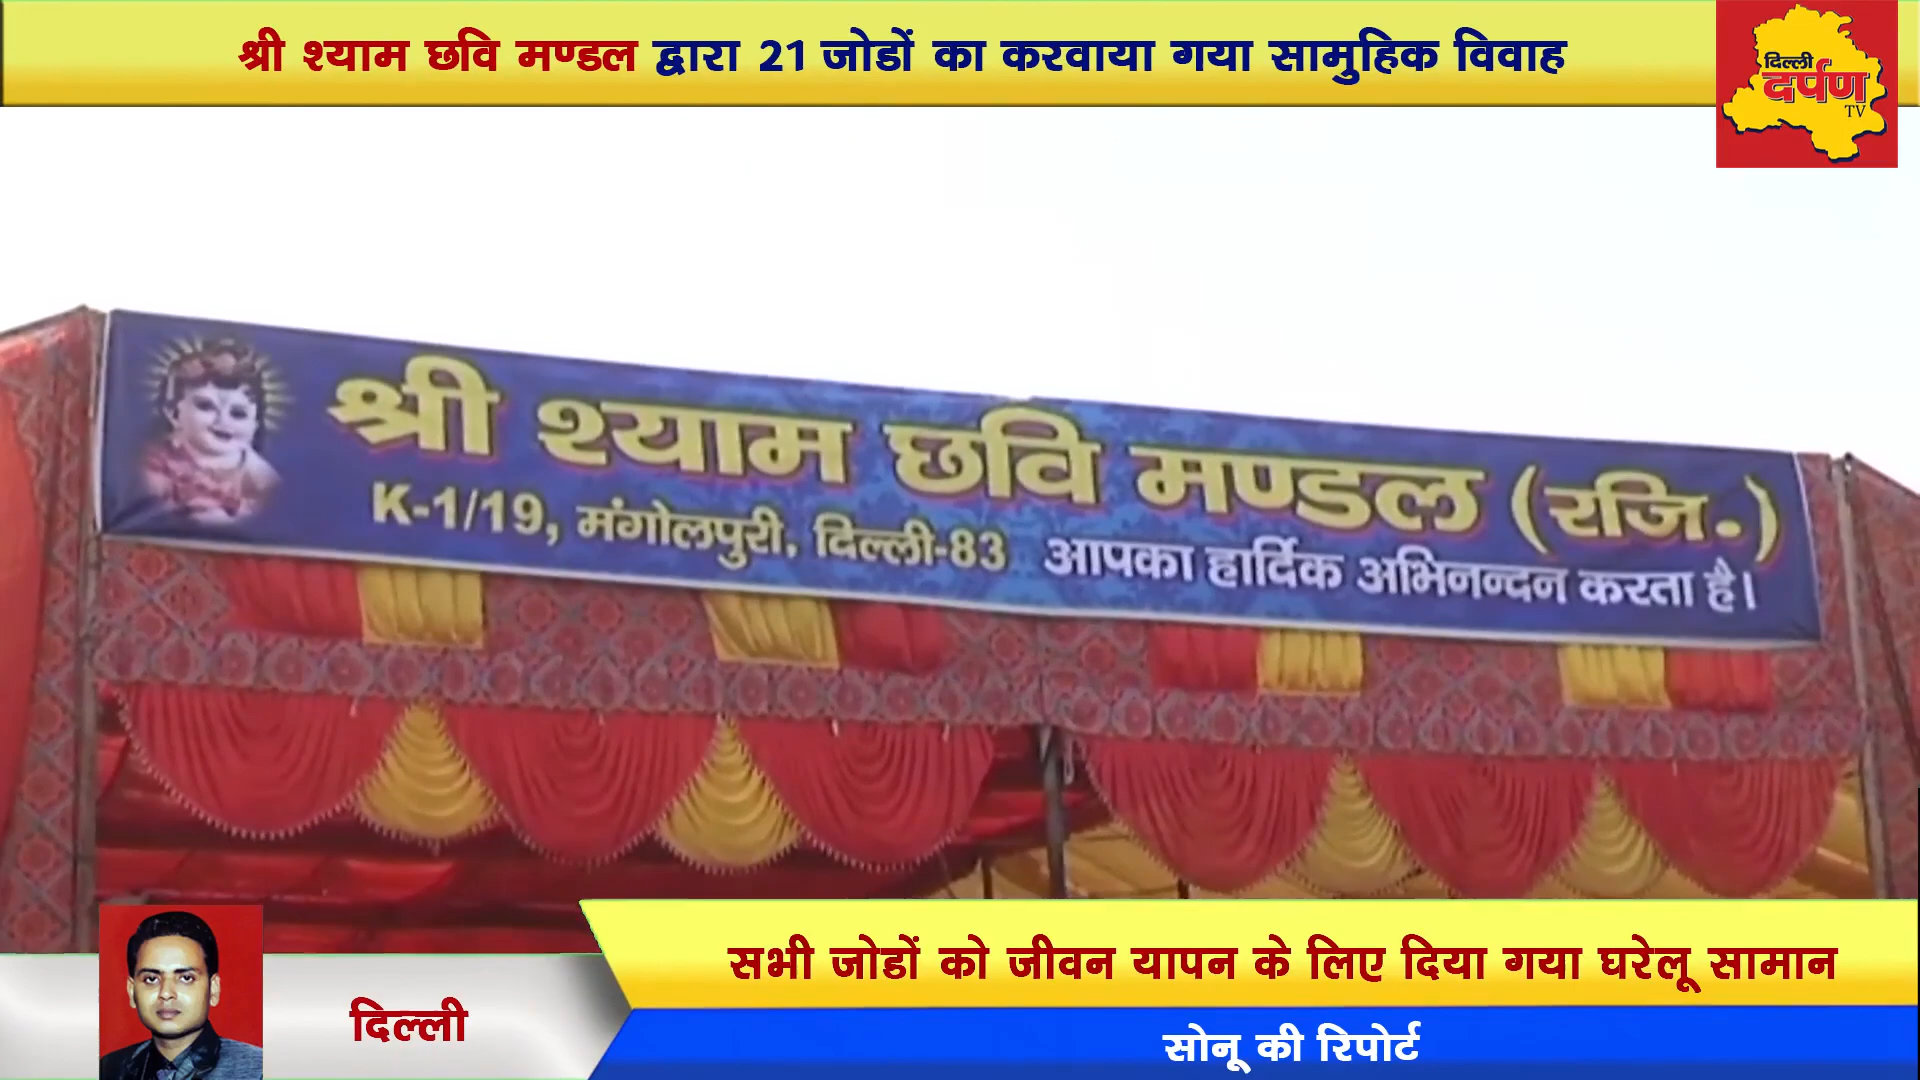 श्री श्याम छवि मण्डल द्वारा 21 जोडों का करवाया गया सामुहिक विवाह
दिल्ली
दर्पण
TV
श्री श्याम छवि मण्डल (रजि.)
K-1/19, मंगोलपुरी, दिल्ली-83 आपका हार्दिक अभिनन्दन करता है।
सभी जोडों को जीवन यापन के लिए दिया गया घरेलू सामान
दिल्ली
सोनू की रिपोर्ट